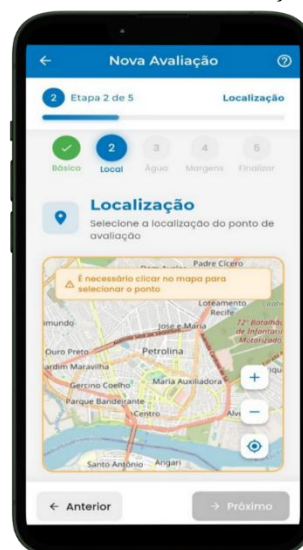 Nova Avaliação
2 Etapa 2 de 5 Localização
2 3 4 5
Básico Local Água Margens Finalizar
Localização
Selecione a localização do ponto de
avaliação
Padre Cícero
É necessário clicar no mapa para
selecionar o ponto
Loteamento
Recife
José e Maria
72º Batalhão
de Infantaria
Motorizado
Ouro Preto
Petrolina
Jardim Maravilha
Gercino Coelho
Maria Auxiliadora
Parque Bandeirante
Centro
Santo Antônio
Angari
Anterior
Próximo